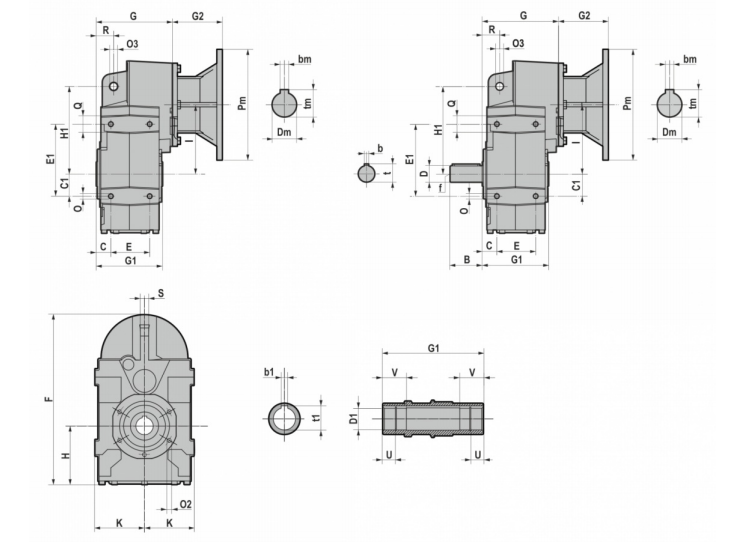 G G2
R
O3
bm
Q
Pm
tm
H1
Dm
I
E1
C1
O
C E
G1
G G2
R
O3
bm
Q
Pm
tm
H1
Dm
b
I
E1
D
t
f
C1
O
C E
B G1
S
F
H
O2
K K
b1
t1
G1
V V
D1
U U